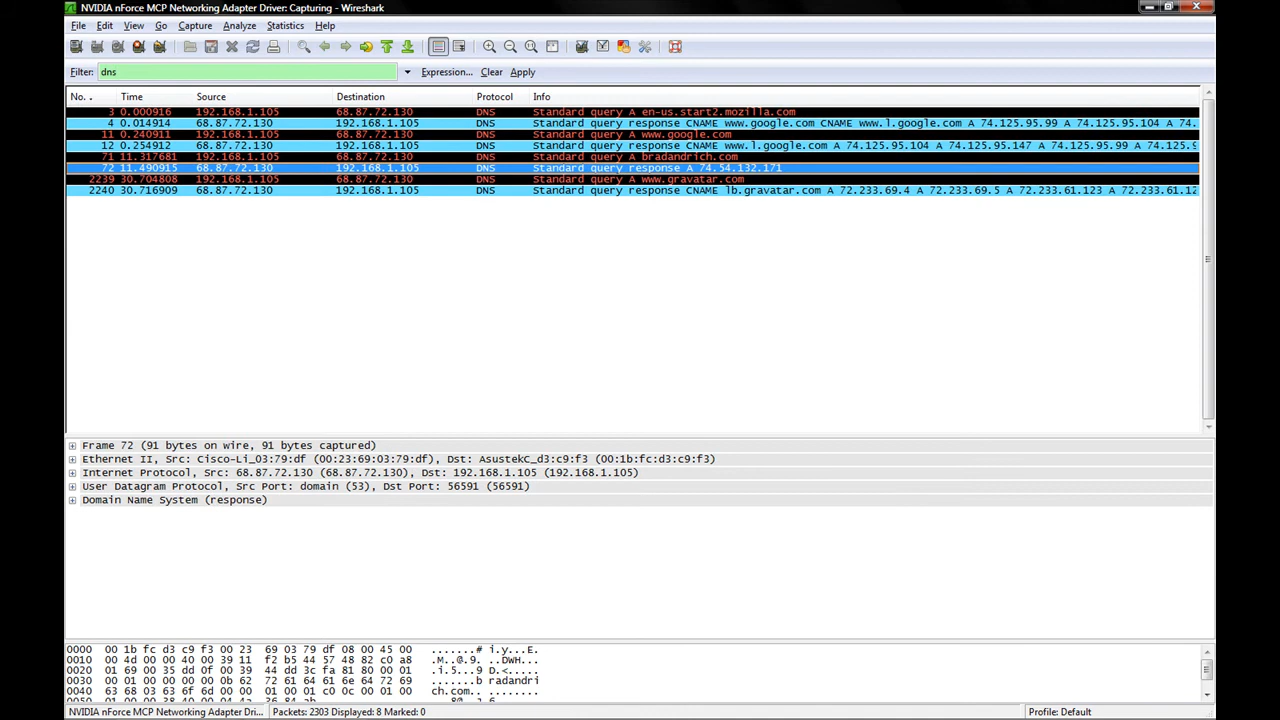 NVIDIA nForce MCP Networking Adapter Driver: Capturing - Wireshark
File Edit View Go Capture Analyze Statistics Help
Filter: dns Expression... Clear Apply
No. Time Source Destination Protocol Info
3 0.000916 192.168.1.105 68.87.72.130 DNS Standard query A en-us.start2.mozilla.com
4 0.014914 68.87.72.130 192.168.1.105 DNS Standard query response CNAME www.google.com CNAME www.l.google.com A 74.125.95.99 A 74.125.95.104 A 74.
11 0.240911 192.168.1.105 68.87.72.130 DNS Standard query A www.google.com
12 0.254912 68.87.72.130 192.168.1.105 DNS Standard query response CNAME www.l.google.com A 74.125.95.104 A 74.125.95.147 A 74.125.95.99 A 74.125.9
71 11.317681 192.168.1.105 68.87.72.130 DNS Standard query A bradandrich.com
72 11.490915 68.87.72.130 192.168.1.105 DNS Standard query response A 74.54.132.171
2239 30.704808 192.168.1.105 68.87.72.130 DNS Standard query A www.gravatar.com
2240 30.716909 68.87.72.130 192.168.1.105 DNS Standard query response CNAME lb.gravatar.com A 72.233.69.4 A 72.233.69.5 A 72.233.61.123 A 72.233.61.12
Frame 72 (91 bytes on wire, 91 bytes captured)
Ethernet II, Src: Cisco-Li_03:79:df (00:23:69:03:79:df), Dst: AsustekC_d3:c9:f3 (00:1b:fc:d3:c9:f3)
Internet Protocol, Src: 68.87.72.130 (68.87.72.130), Dst: 192.168.1.105 (192.168.1.105)
User Datagram Protocol, Src Port: domain (53), Dst Port: 56591 (56591)
Domain Name System (response)
0000 00 1b fc d3 c9 f3 00 23 69 03 79 df 08 00 45 00 .......# i.y...E.
0010 00 4d 00 00 40 00 39 11 f2 b5 44 57 48 82 c0 a8 .M..@.9. ..DWH...
0020 01 69 00 35 dd 0f 00 39 44 dd 3c fa 81 80 00 01 .i.5...9 D.<.....
0030 00 01 00 00 00 00 0b 62 72 61 64 61 6e 64 72 69 .......b radandri
0040 63 68 03 63 6f 6d 00 00 01 00 01 c0 0c 00 01 00 ch.com.. ........
NVIDIA nForce MCP Networking Adapter Dri... Packets: 2303 Displayed: 8 Marked: 0 Profile: Default